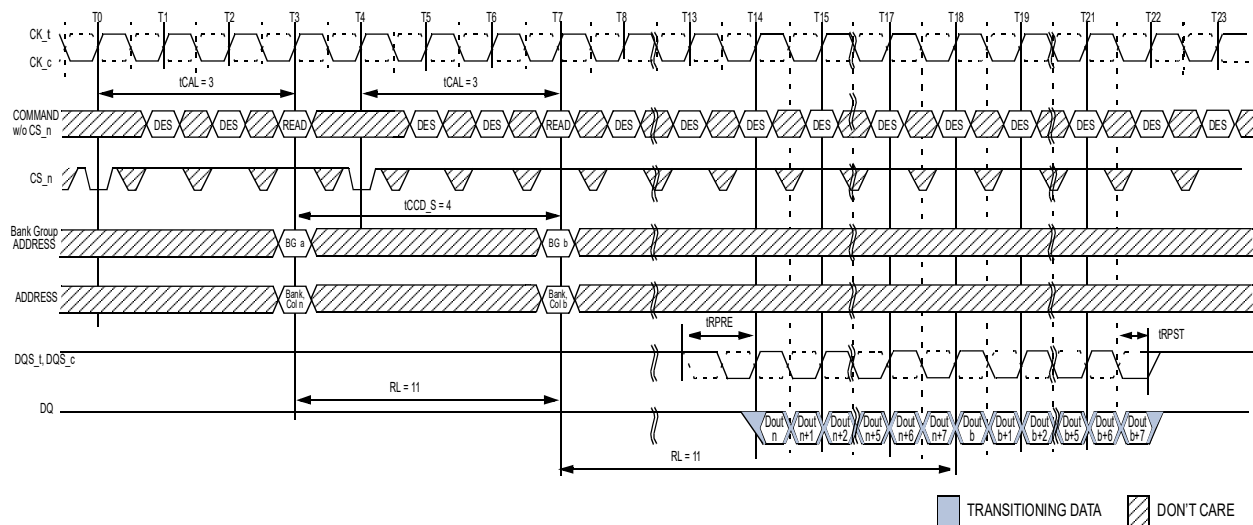 T0 T1 T2 T3 T4 T5 T6 T7 T8 T13 T14 T15 T17 T18 T19 T21 T22 T23
CK_t
CK_c
tCAL = 3 tCAL = 3
COMMAND
w/o CS_n
DES DES READ DES DES READ DES DES DES DES DES DES DES DES DES DES
CS_n
tCCD_S = 4
Bank Group
ADDRESS
BG a BG b
ADDRESS
Bank, Bank,
Col n Col b
tRPRE tRPST
DQS_t, DQS_c
RL = 11
DQ
Dout Dout Dout Dout Dout Dout Dout Dout Dout Dout Dout Dout
n n+1 n+2 n+5 n+6 n+7 b b+1 b+2 b+5 b+6 b+7
RL = 11
TRANSITIONING DATA DON'T CARE